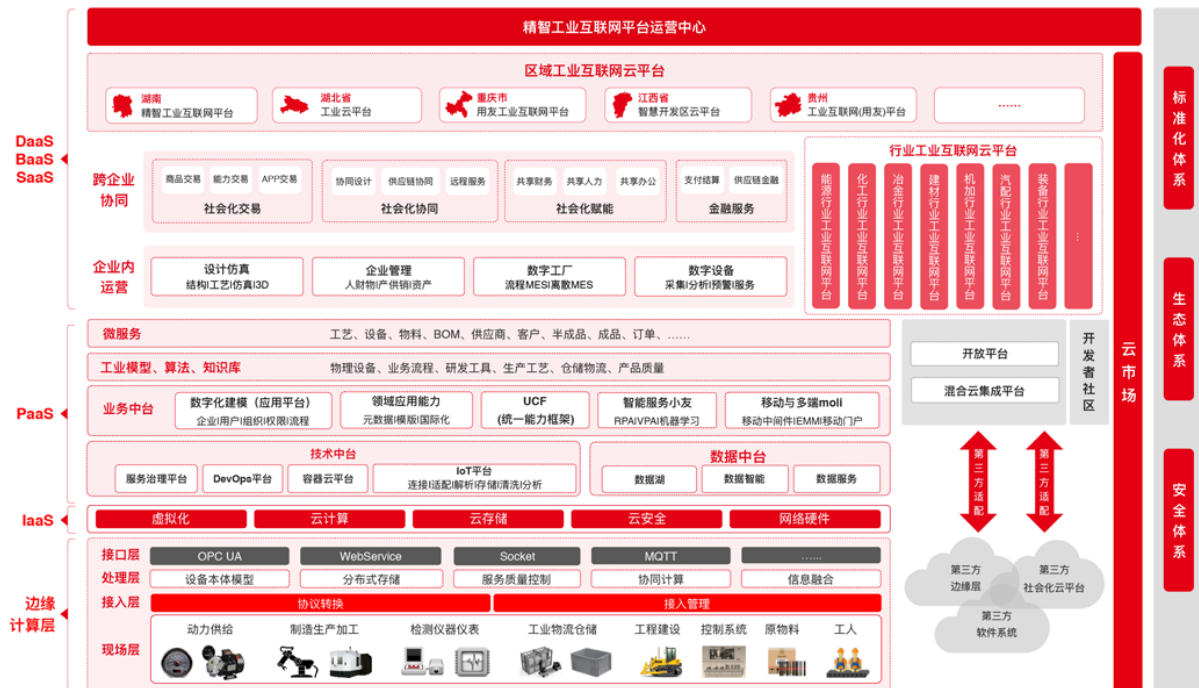 精智工业互联网平台运营中心
区域工业互联网云平台
湖南
精智工业互联网平台
湖北省
工业云平台
重庆市
用友工业互联网平台
江西省
智慧开发区云平台
贵州
工业互联网(用友)平台
……
DaaS
BaaS
SaaS
跨企业
协同
商品交易
能力交易
APP交易
社会化交易
协同设计
供应链协同
远程服务
社会化协同
共享财务
共享人力
共享办公
社会化赋能
支付结算
供应链金融
金融服务
企业内
运营
设计仿真
结构I工艺I仿真I3D
企业管理
人财物I产供销I资产
数字工厂
流程MESI离散MES
数字设备
采集I分析I预警I服务
行业工业互联网云平台
能源行业工业互联网平台
化工行业工业互联网平台
冶金行业工业互联网平台
建材行业工业互联网平台
机加行业工业互联网平台
汽配行业工业互联网平台
装备行业工业互联网平台
…
PaaS
微服务
工艺、设备、物料、BOM、供应商、客户、半成品、成品、订单、……
工业模型、算法、知识库
物理设备、业务流程、研发工具、生产工艺、仓储物流、产品质量
业务中台
数字化建模（应用平台）
企业I用户I组织I权限I流程
领域应用能力
元数据I模版I国际化
UCF
(统一能力框架)
智能服务小友
RPAIVPAI机器学习
移动与多端moli
移动中间件IEMMI移动门户
技术中台
服务治理平台
DevOps平台
容器云平台
IoT平台
连接I适配I解析I存储I清洗I分析
数据中台
数据湖
数据智能
数据服务
IaaS
虚拟化
云计算
云存储
云安全
网络硬件
边缘
计算层
接口层
OPC UA
WebService
Socket
MQTT
……
处理层
设备本体模型
分布式存储
服务质量控制
协同计算
信息融合
接入层
协议转换
接入管理
现场层
动力供给
制造生产加工
检测仪器仪表
工业物流仓储
工程建设
控制系统
原物料
工人
开放平台
混合云集成平台
开发者社区
第三方适配
第三方适配
第三方
边缘层
第三方
社会化云平台
第三方
软件系统
云市场
标准化体系
生态体系
安全体系